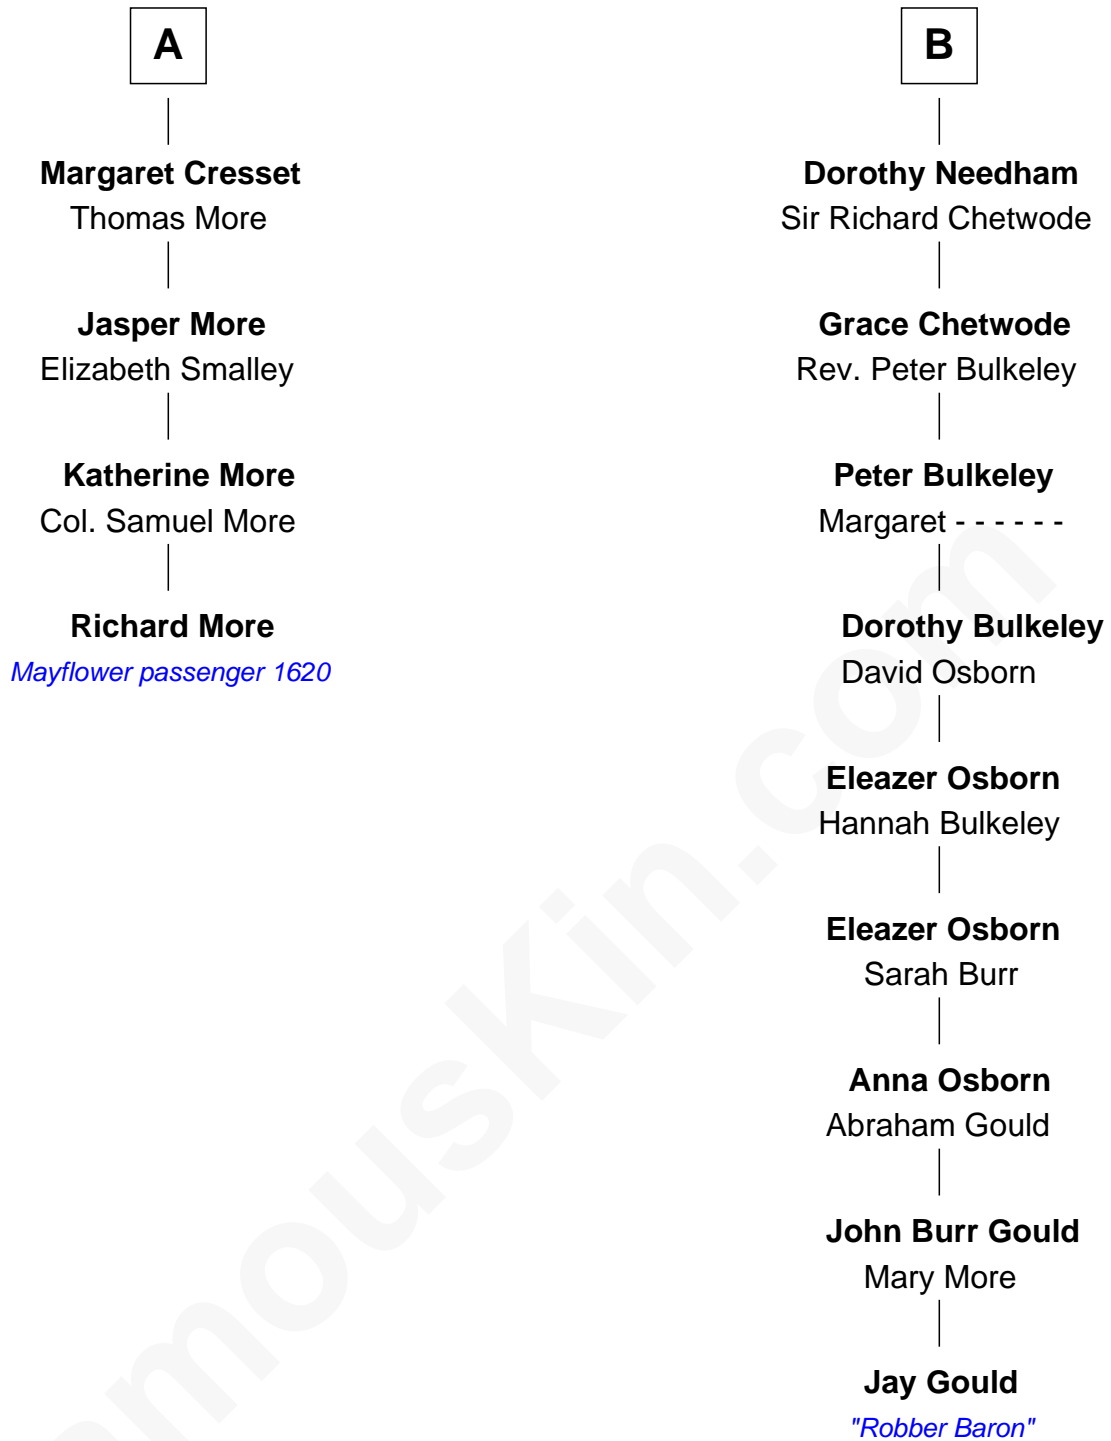 A
Margaret Cresset
Thomas More
Jasper More
Elizabeth Smalley
Katherine More
Col. Samuel More
Richard More
Mayflower passenger 1620
B
Dorothy Needham
Sir Richard Chetwode
Grace Chetwode
Rev. Peter Bulkeley
Peter Bulkeley
Margaret - - - - - -
Dorothy Bulkeley
David Osborn
Eleazer Osborn
Hannah Bulkeley
Eleazer Osborn
Sarah Burr
Anna Osborn
Abraham Gould
John Burr Gould
Mary More
Jay Gould
"Robber Baron"
mouskin.com